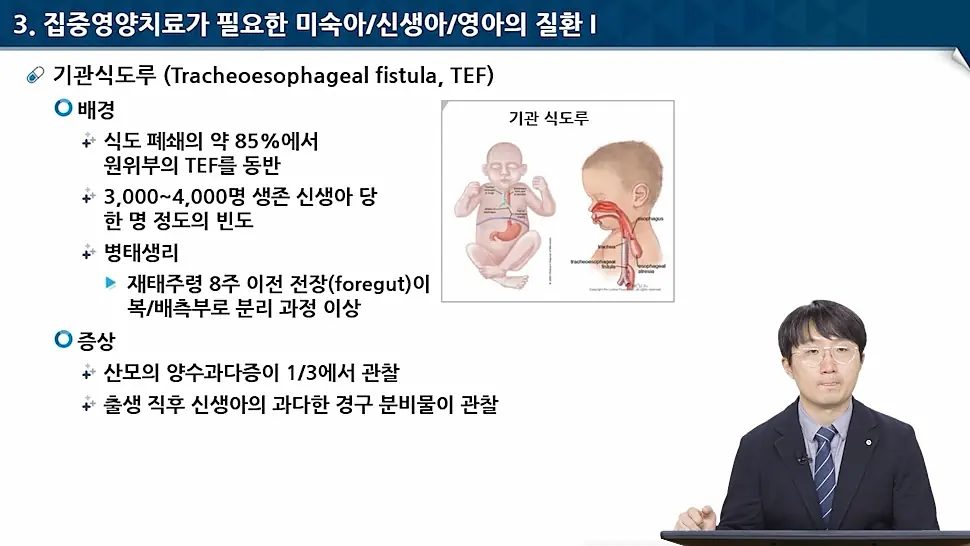 3. 집중영양치료가 필요한 미숙아/신생아/영아의 질환 I
기관식도루 (Tracheoesophageal fistula, TEF)
배경
식도 폐쇄의 약 85%에서
원위부의 TEF를 동반
3,000~4,000명 생존 신생아 당
한 명 정도의 빈도
병태생리
재태주령 8주 이전 전장(foregut)이
복/배측부로 분리 과정 이상
증상
산모의 양수과다증이 1/3에서 관찰
출생 직후 신생아의 과다한 경구 분비물이 관찰
기관 식도루
esophagus
trachea
tracheoesophageal
fistula
esophageal
atresia